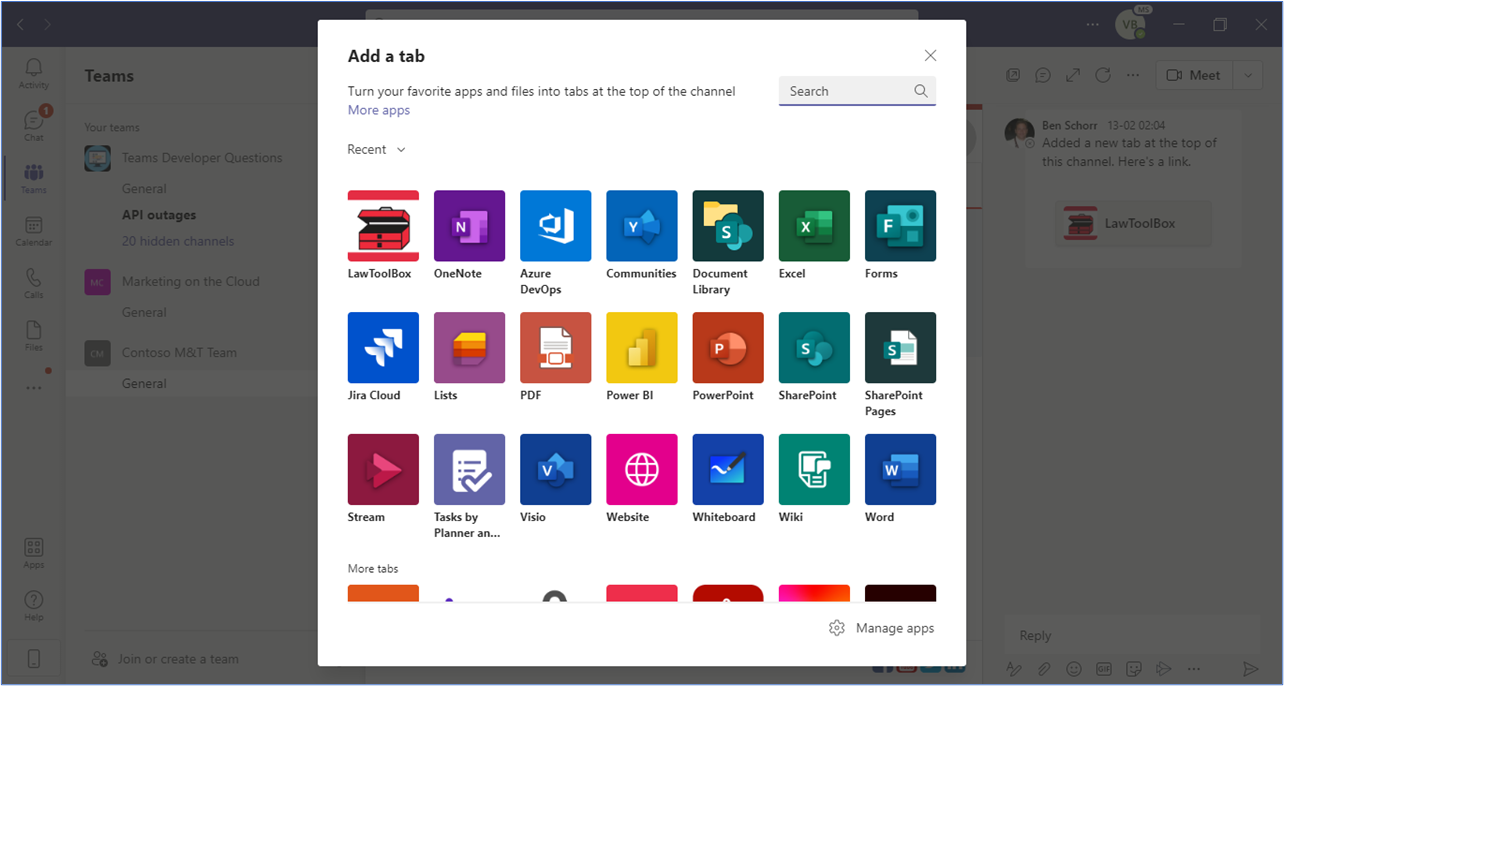 MS
VB
Add a tab
Turn your favorite apps and files into tabs at the top of the channel
More apps
Search
Recent
LawToolBox
OneNote
Azure
DevOps
Communities
Document
Library
Excel
Forms
Jira Cloud
Lists
PDF
Power BI
PowerPoint
SharePoint
SharePoint
Pages
Stream
Tasks by
Planner an...
Visio
Website
Whiteboard
Wiki
Word
More tabs
Manage apps
Activity
1
Chat
Teams
Calendar
Calls
Files
Apps
Help
Teams
Your teams
Teams Developer Questions
General
API outages
20 hidden channels
MC
Marketing on the Cloud
General
CM
Contoso M&T Team
General
Join or create a team
Meet
Ben Schorr 13-02 02:04
Added a new tab at the top of
this channel. Here's a link.
LawToolBox
Reply
GIF
N
Y
S
X
F
P
S
S
V
W